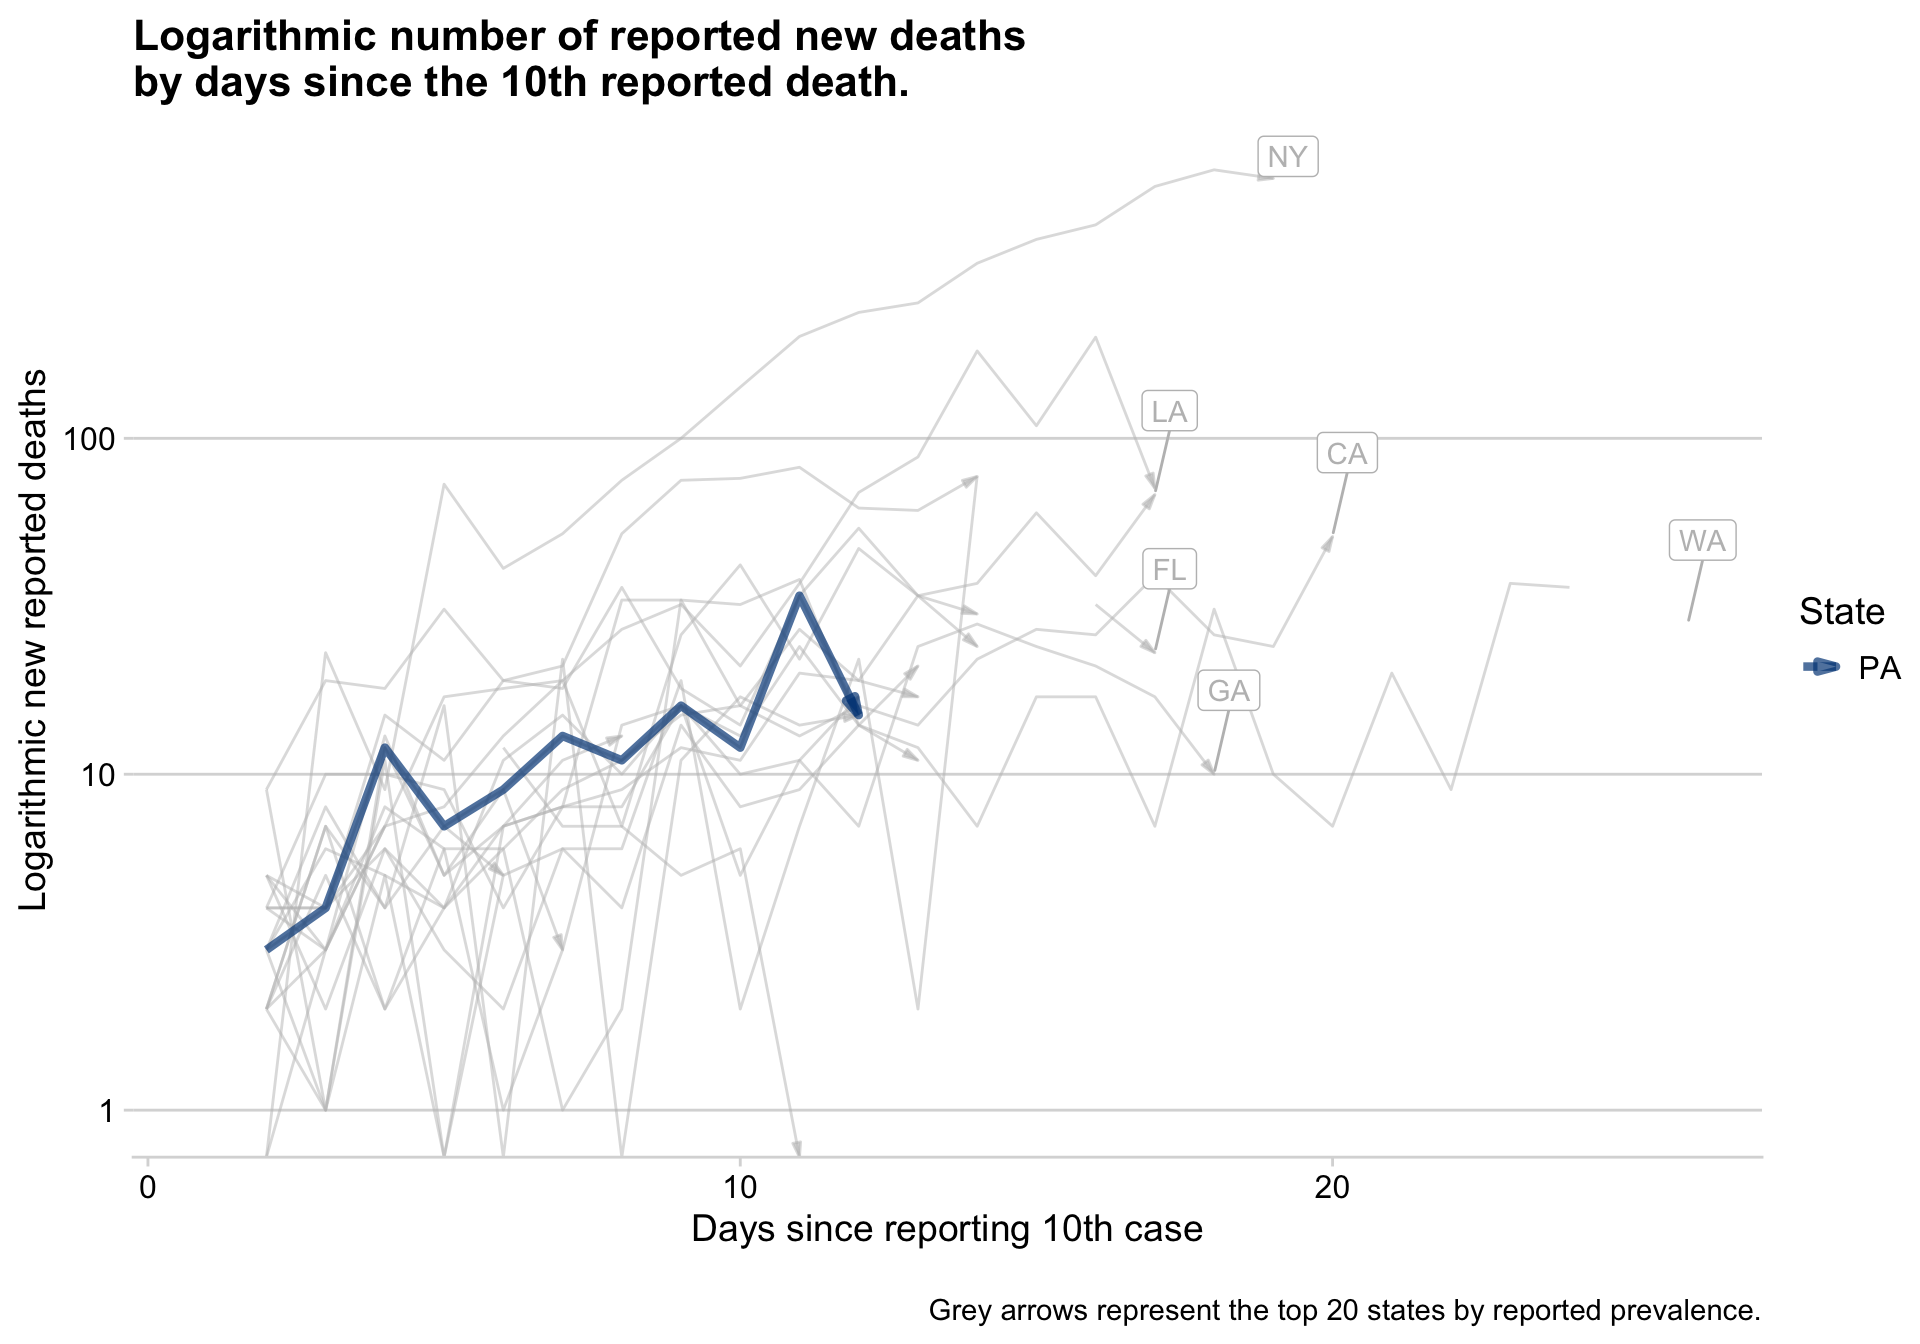 Logarithmic number of reported new deaths
by days since the 10th reported death.
NY
LA
CA
WA
FL
GA
Logarithmic new reported deaths
100
10
1
0
10
20
Days since reporting 10th case
State
PA
Grey arrows represent the top 20 states by reported prevalence.